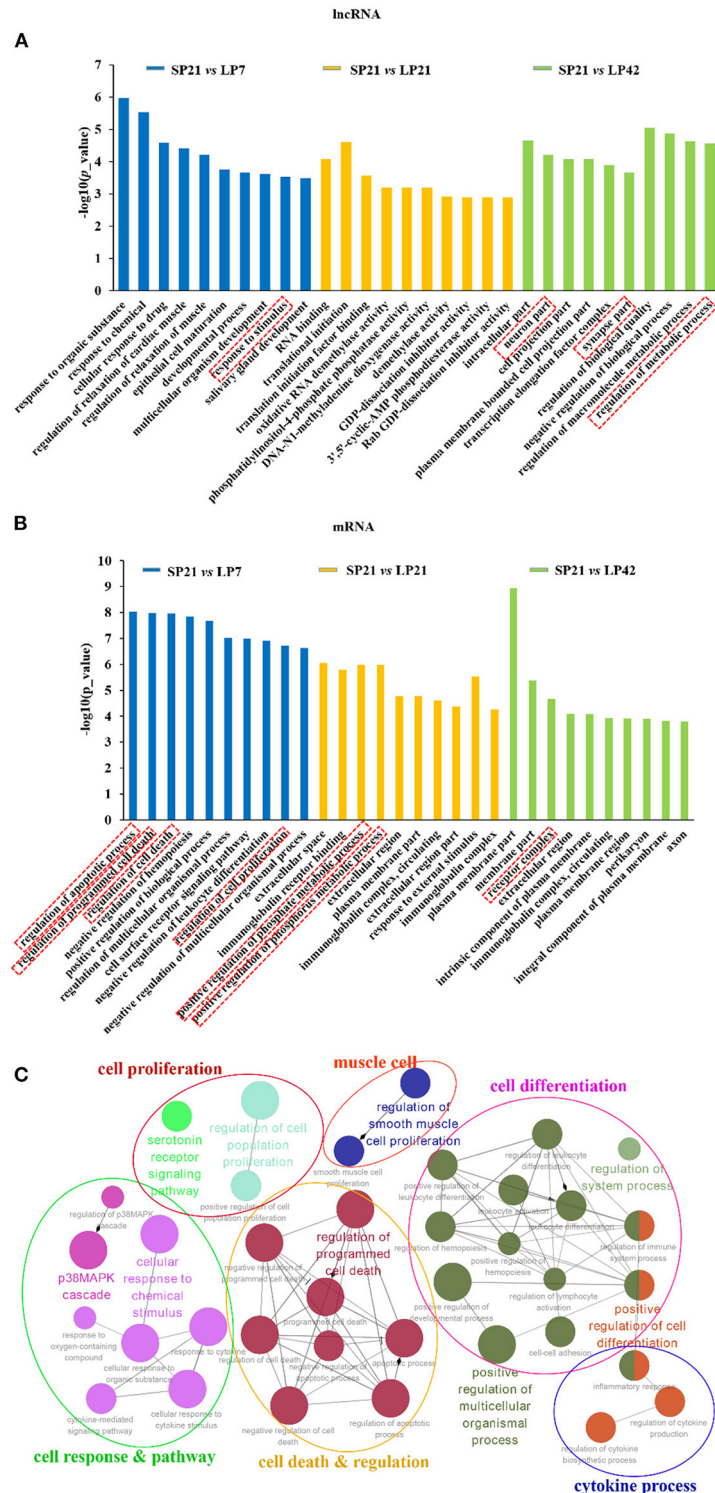 lncRNA
A
SP21 vs LP7
SP21 vs LP21
SP21 vs LP42
-log10(p_value)
7
6
5
4
3
2
1
0
response to organic substance
response to chemical
cellular response to drug
regulation of relaxation of cardiac muscle
regulation of relaxation of muscle
epithelial cell maturation
developmental process
multicellular organism development
response to stimulus
salivary gland development
RNA binding
translational initiation
translation initiation factor binding
oxidative RNA demethylase activity
phosphatidylinositol-4-phosphate phosphatase activity
DNA-N1-methyladenine dioxygenase activity
demethylase activity
GDP-dissociation inhibitor activity
3',5'-cyclic-AMP phosphodiesterase activity
Rab GDP-dissociation inhibitor activity
intracellular part
neuron part
cell projection part
plasma membrane bounded cell projection part
transcription elongation factor complex
synapse part
regulation of biological quality
negative regulation of biological process
regulation of macromolecule metabolic process
regulation of metabolic process
B
mRNA
SP21 vs LP7
SP21 vs LP21
SP21 vs LP42
-log10(p_value)
10
9
8
7
6
5
4
3
2
1
0
regulation of apoptotic process
regulation of programmed cell death
regulation of cell death
negative regulation of hemopoiesis
positive regulation of biological process
regulation of multicellular organismal process
cell surface receptor signaling pathway
negative regulation of leukocyte differentiation
regulation of cell proliferation
negative regulation of multicellular organismal process
extracellular space
immunoglobulin receptor binding
positive regulation of phosphate metabolic process
positive regulation of phosphorus metabolic process
extracellular region
plasma membrane part
immunoglobulin complex, circulating
extracellular region part
response to external stimulus
immunoglobulin complex
plasma membrane part
membrane part
receptor complex
extracellular region
intrinsic component of plasma membrane
immunoglobulin complex, circulating
plasma membrane region
perikaryon
integral component of plasma membrane
axon
C
cell proliferation
muscle cell
cell differentiation
serotonin
receptor
signaling
pathway
regulation of cell
population
proliferation
positive regulation of cell
population proliferation
regulation of
smooth muscle
cell proliferation
smooth muscle cell
proliferation
regulation of leukocyte
differentiation
regulation of
system process
positive regulation of
leukocyte differentiation
leukocyte activation
leukocyte differentiation
regulation of hemopoiesis
positive regulation of
hemopoiesis
regulation of immune
system process
regulation of lymphocyte
activation
positive regulation of
developmental process
cell-cell adhesion
positive
regulation of cell
differentiation
positive
regulation of
multicellular
organismal
process
regulation of p38MAPK
cascade
p38MAPK
cascade
cellular
response to
chemical
stimulus
response to
oxygen-containing
compound
response to cytokine
cellular response to
organic substance
cytokine-mediated
signaling pathway
cellular response to
cytokine stimulus
negative regulation of
programmed cell death
regulation of
programmed
cell death
programmed cell death
regulation of cell death
negative regulation of
apoptotic process
apoptotic process
negative regulation of cell
death
regulation of apoptotic
process
inflammatory response
regulation of cytokine
production
regulation of cytokine
biosynthetic process
cell response & pathway
cell death & regulation
cytokine process